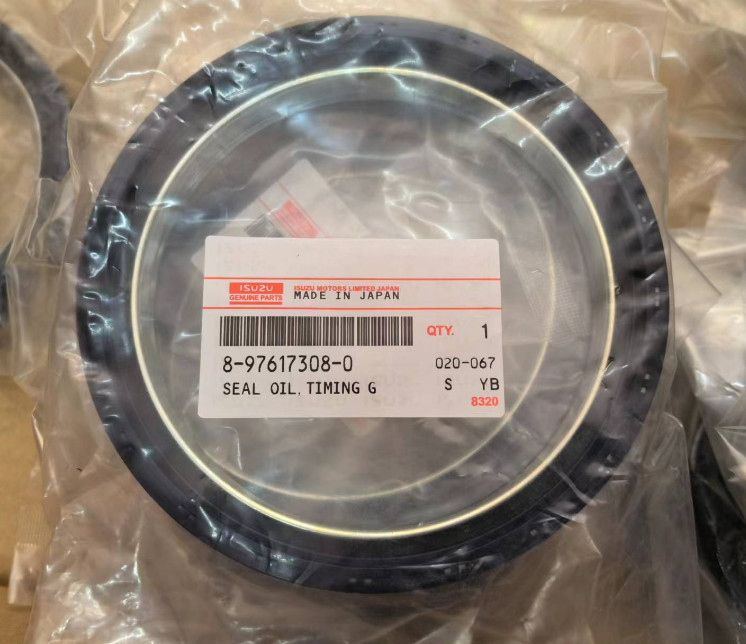 ISUZU
GENUINE PARTS
ISUZU MOTORS LIMITED JAPAN
MADE IN JAPAN
QTY. 1
8-97617308-0 020-067
SEAL OIL, TIMING G S YB
8320